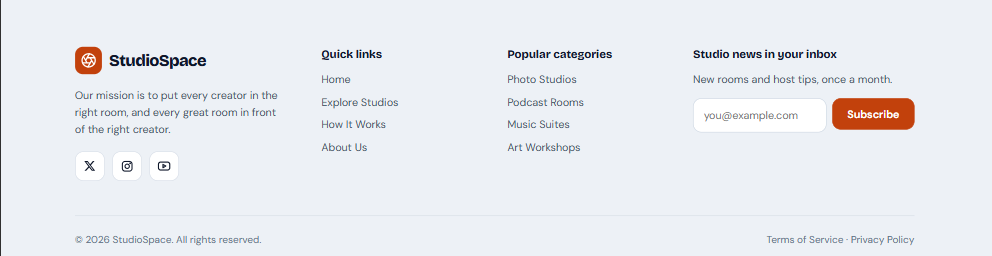 StudioSpace
Our mission is to put every creator in the
right room, and every great room in front
of the right creator.
Quick links
Home
Explore Studios
How It Works
About Us
Popular categories
Photo Studios
Podcast Rooms
Music Suites
Art Workshops
Studio news in your inbox
New rooms and host tips, once a month.
you@example.com
Subscribe
© 2026 StudioSpace. All rights reserved.
Terms of Service · Privacy Policy